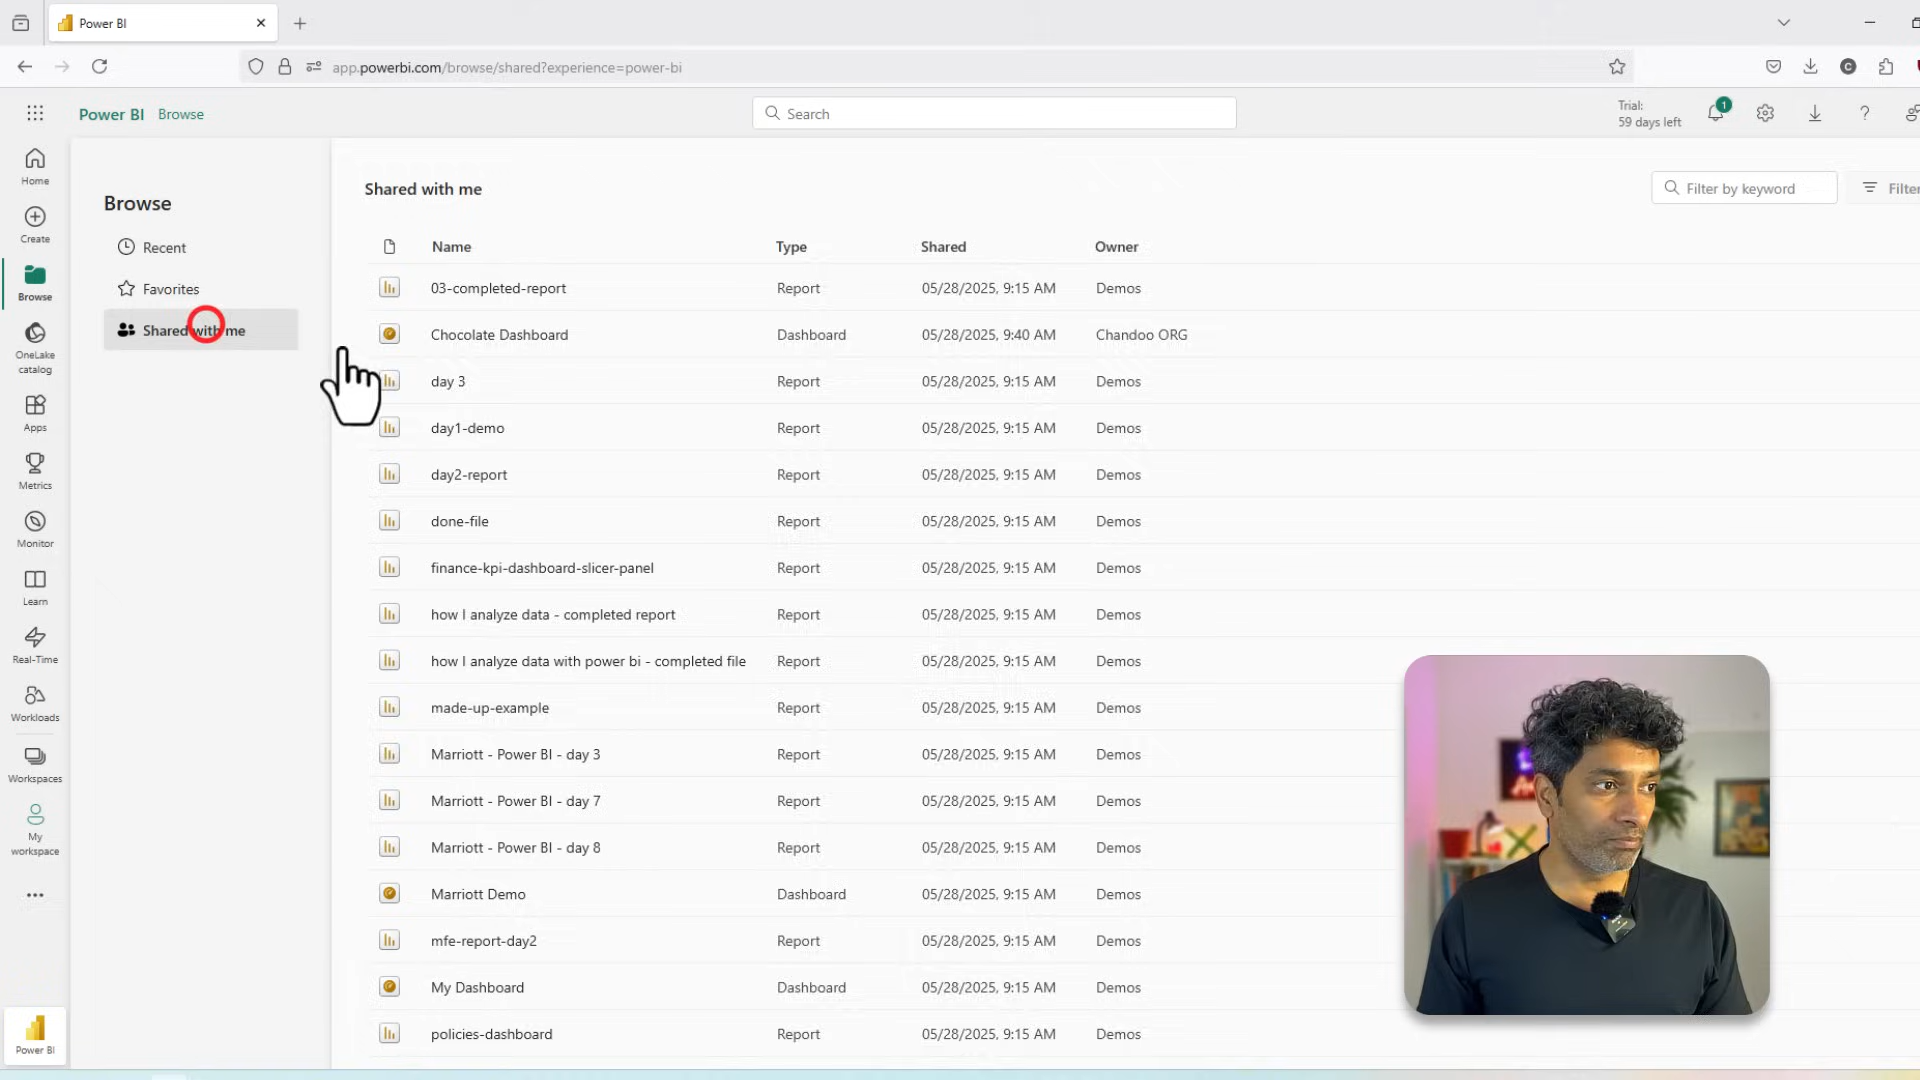 Power BI
app.powerbi.com/browse/shared?experience=power-bi
Power BI Browse
Search
Trial:
59 days left
1
Home
Create
Browse
OneLake
catalog
Apps
Metrics
Monitor
Learn
Real-Time
Workloads
Workspaces
My
workspace
Power BI
Browse
Recent
Favorites
Shared with me
Shared with me
Filter by keyword
Filter
Name Type Shared Owner
03-completed-report Report 05/28/2025, 9:15 AM Demos
Chocolate Dashboard Dashboard 05/28/2025, 9:40 AM Chandoo ORG
day 3 Report 05/28/2025, 9:15 AM Demos
day1-demo Report 05/28/2025, 9:15 AM Demos
day2-report Report 05/28/2025, 9:15 AM Demos
done-file Report 05/28/2025, 9:15 AM Demos
finance-kpi-dashboard-slicer-panel Report 05/28/2025, 9:15 AM Demos
how I analyze data - completed report Report 05/28/2025, 9:15 AM Demos
how I analyze data with power bi - completed file Report 05/28/2025, 9:15 AM Demos
made-up-example Report 05/28/2025, 9:15 AM Demos
Marriott - Power BI - day 3 Report 05/28/2025, 9:15 AM Demos
Marriott - Power BI - day 7 Report 05/28/2025, 9:15 AM Demos
Marriott - Power BI - day 8 Report 05/28/2025, 9:15 AM Demos
Marriott Demo Dashboard 05/28/2025, 9:15 AM Demos
mfe-report-day2 Report 05/28/2025, 9:15 AM Demos
My Dashboard Dashboard 05/28/2025, 9:15 AM Demos
policies-dashboard Report 05/28/2025, 9:15 AM Demos